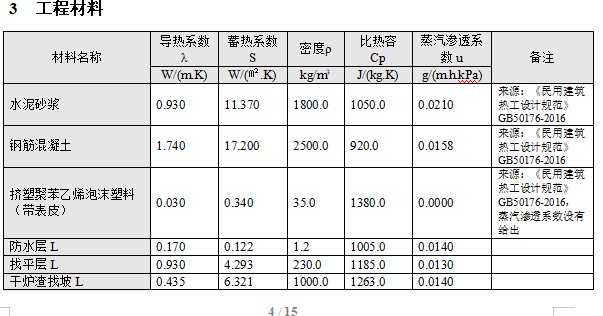 3 工程材料
材料名称 导热系数λ 蓄热系数S 密度ρ 比热容Cp 蒸汽渗透系数u 备注
W/(m.K) W/(m².K) kg/m³ J/(kg.K) g/(m.h.kPa)
水泥砂浆 0.930 11.370 1800.0 1050.0 0.0210 来源：《民用建筑热工设计规范》GB50176-2016
钢筋混凝土 1.740 17.200 2500.0 920.0 0.0158 来源：《民用建筑热工设计规范》GB50176-2016
挤塑聚苯乙烯泡沫塑料（带表皮） 0.030 0.340 35.0 1380.0 0.0000 来源：《民用建筑热工设计规范》GB50176-2016，蒸汽渗透系数没有给出
防水层 L 0.170 0.122 1.2 1005.0 0.0140
找平层 L 0.930 4.293 230.0 1185.0 0.0130
干炉渣找坡 L 0.435 6.321 1000.0 1263.0 0.0140
4 / 15